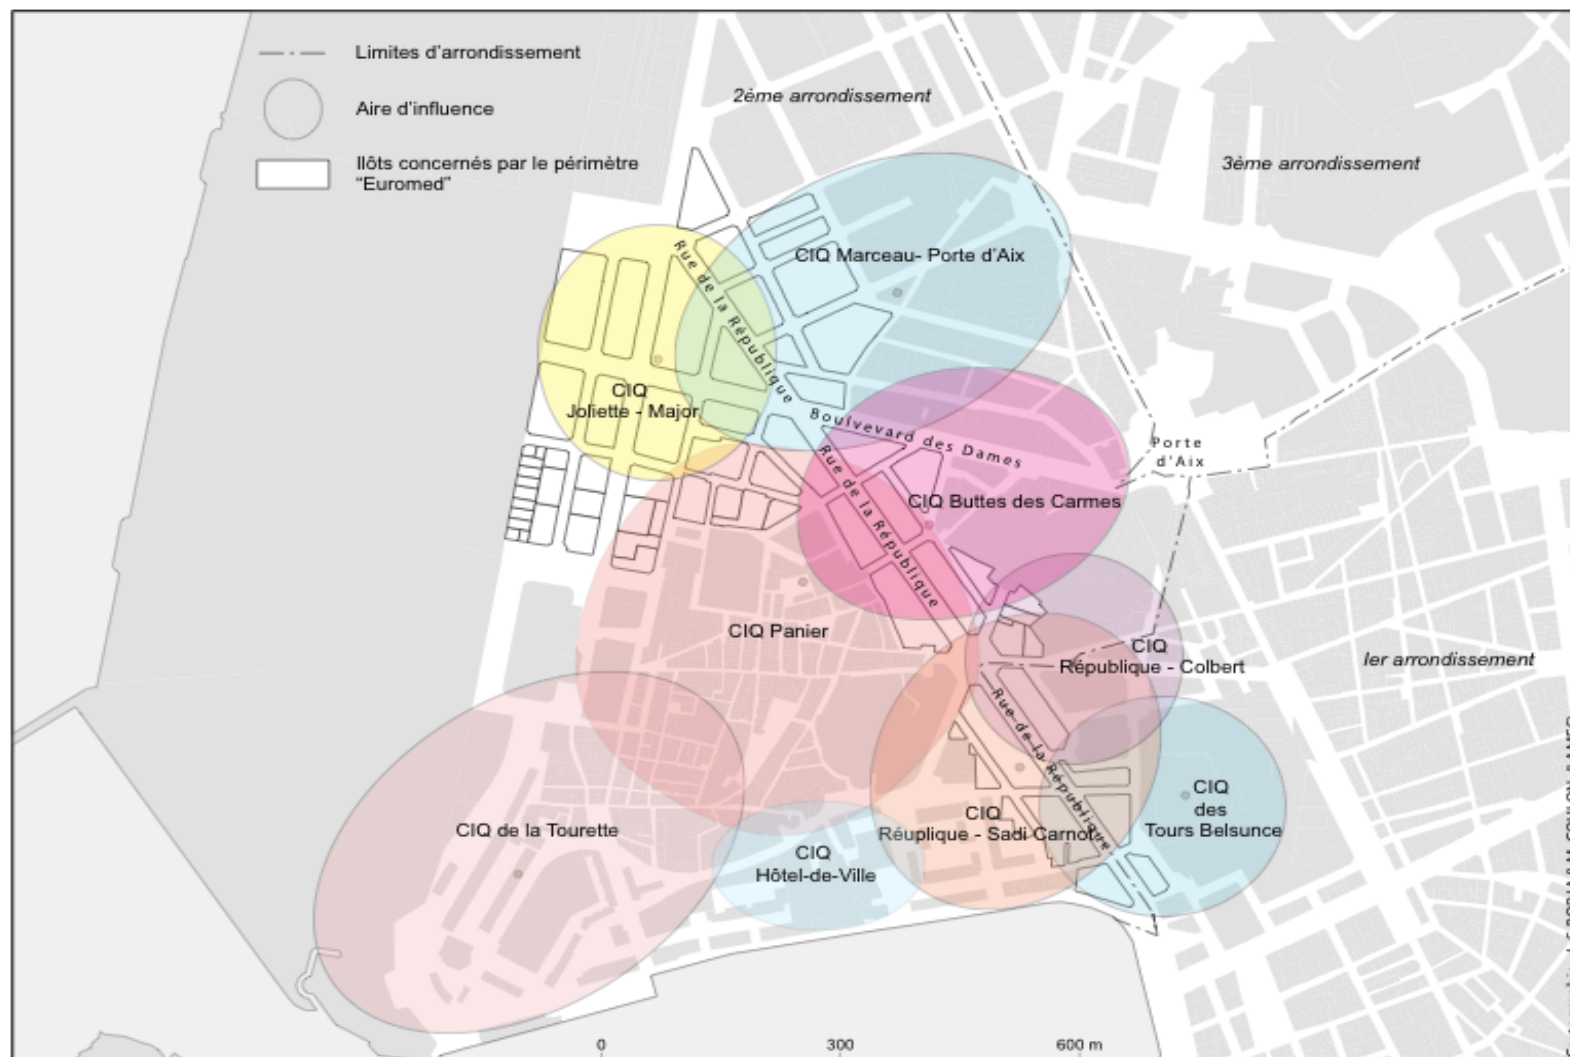 Limites d'arrondissement
Aire d'influence
Ilôts concernés par le périmètre
"Euromed"
2ème arrondissement
3ème arrondissement
Rue de la République
CIQ Marceau- Porte d'Aix
CIQ
Joliette - Major
Boulvevard des Dames
Porte
d'Aix
Rue de la République
CIQ Buttes des Carmes
CIQ Panier
CIQ
République - Colbert
Ier arrondissement
Rue de la République
CIQ de la Tourette
CIQ
Réuplique - Sadi Carnot
CIQ
des
Tours Belsunce
CIQ
Hôtel-de-Ville
0
300
600 m